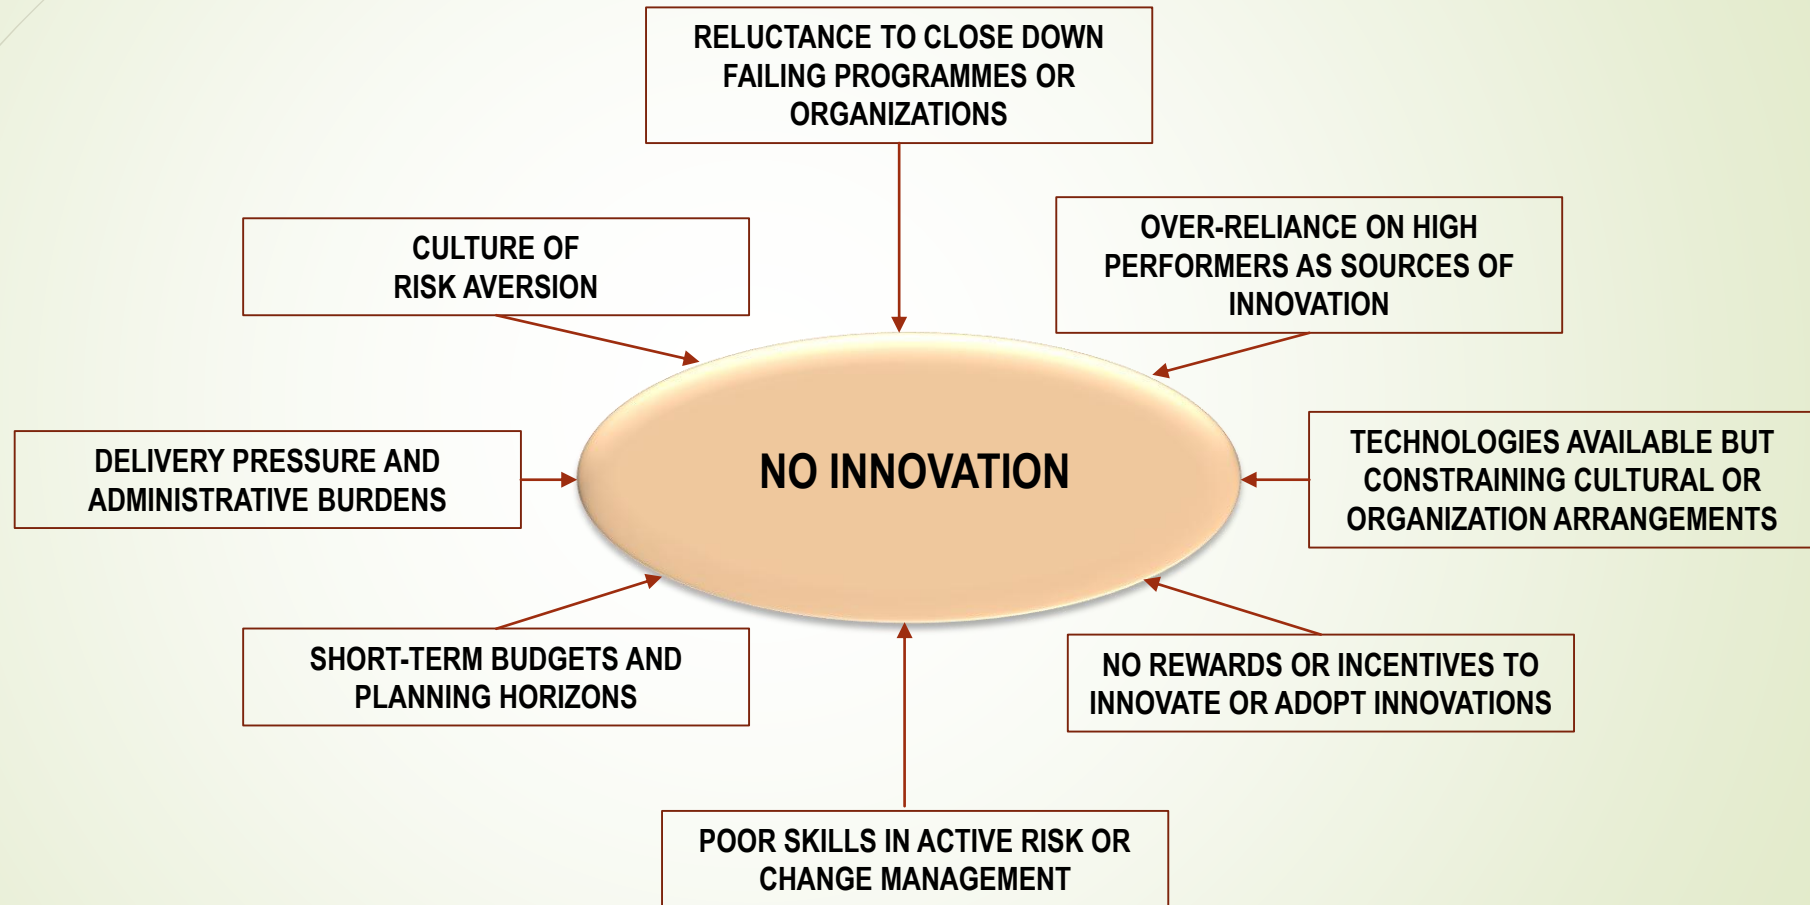 RELUCTANCE TO CLOSE DOWN
FAILING PROGRAMMES OR
ORGANIZATIONS
CULTURE OF
RISK AVERSION
OVER-RELIANCE ON HIGH
PERFORMERS AS SOURCES OF
INNOVATION
DELIVERY PRESSURE AND
ADMINISTRATIVE BURDENS
NO INNOVATION
TECHNOLOGIES AVAILABLE BUT
CONSTRAINING CULTURAL OR
ORGANIZATION ARRANGEMENTS
SHORT-TERM BUDGETS AND
PLANNING HORIZONS
NO REWARDS OR INCENTIVES TO
INNOVATE OR ADOPT INNOVATIONS
POOR SKILLS IN ACTIVE RISK OR
CHANGE MANAGEMENT